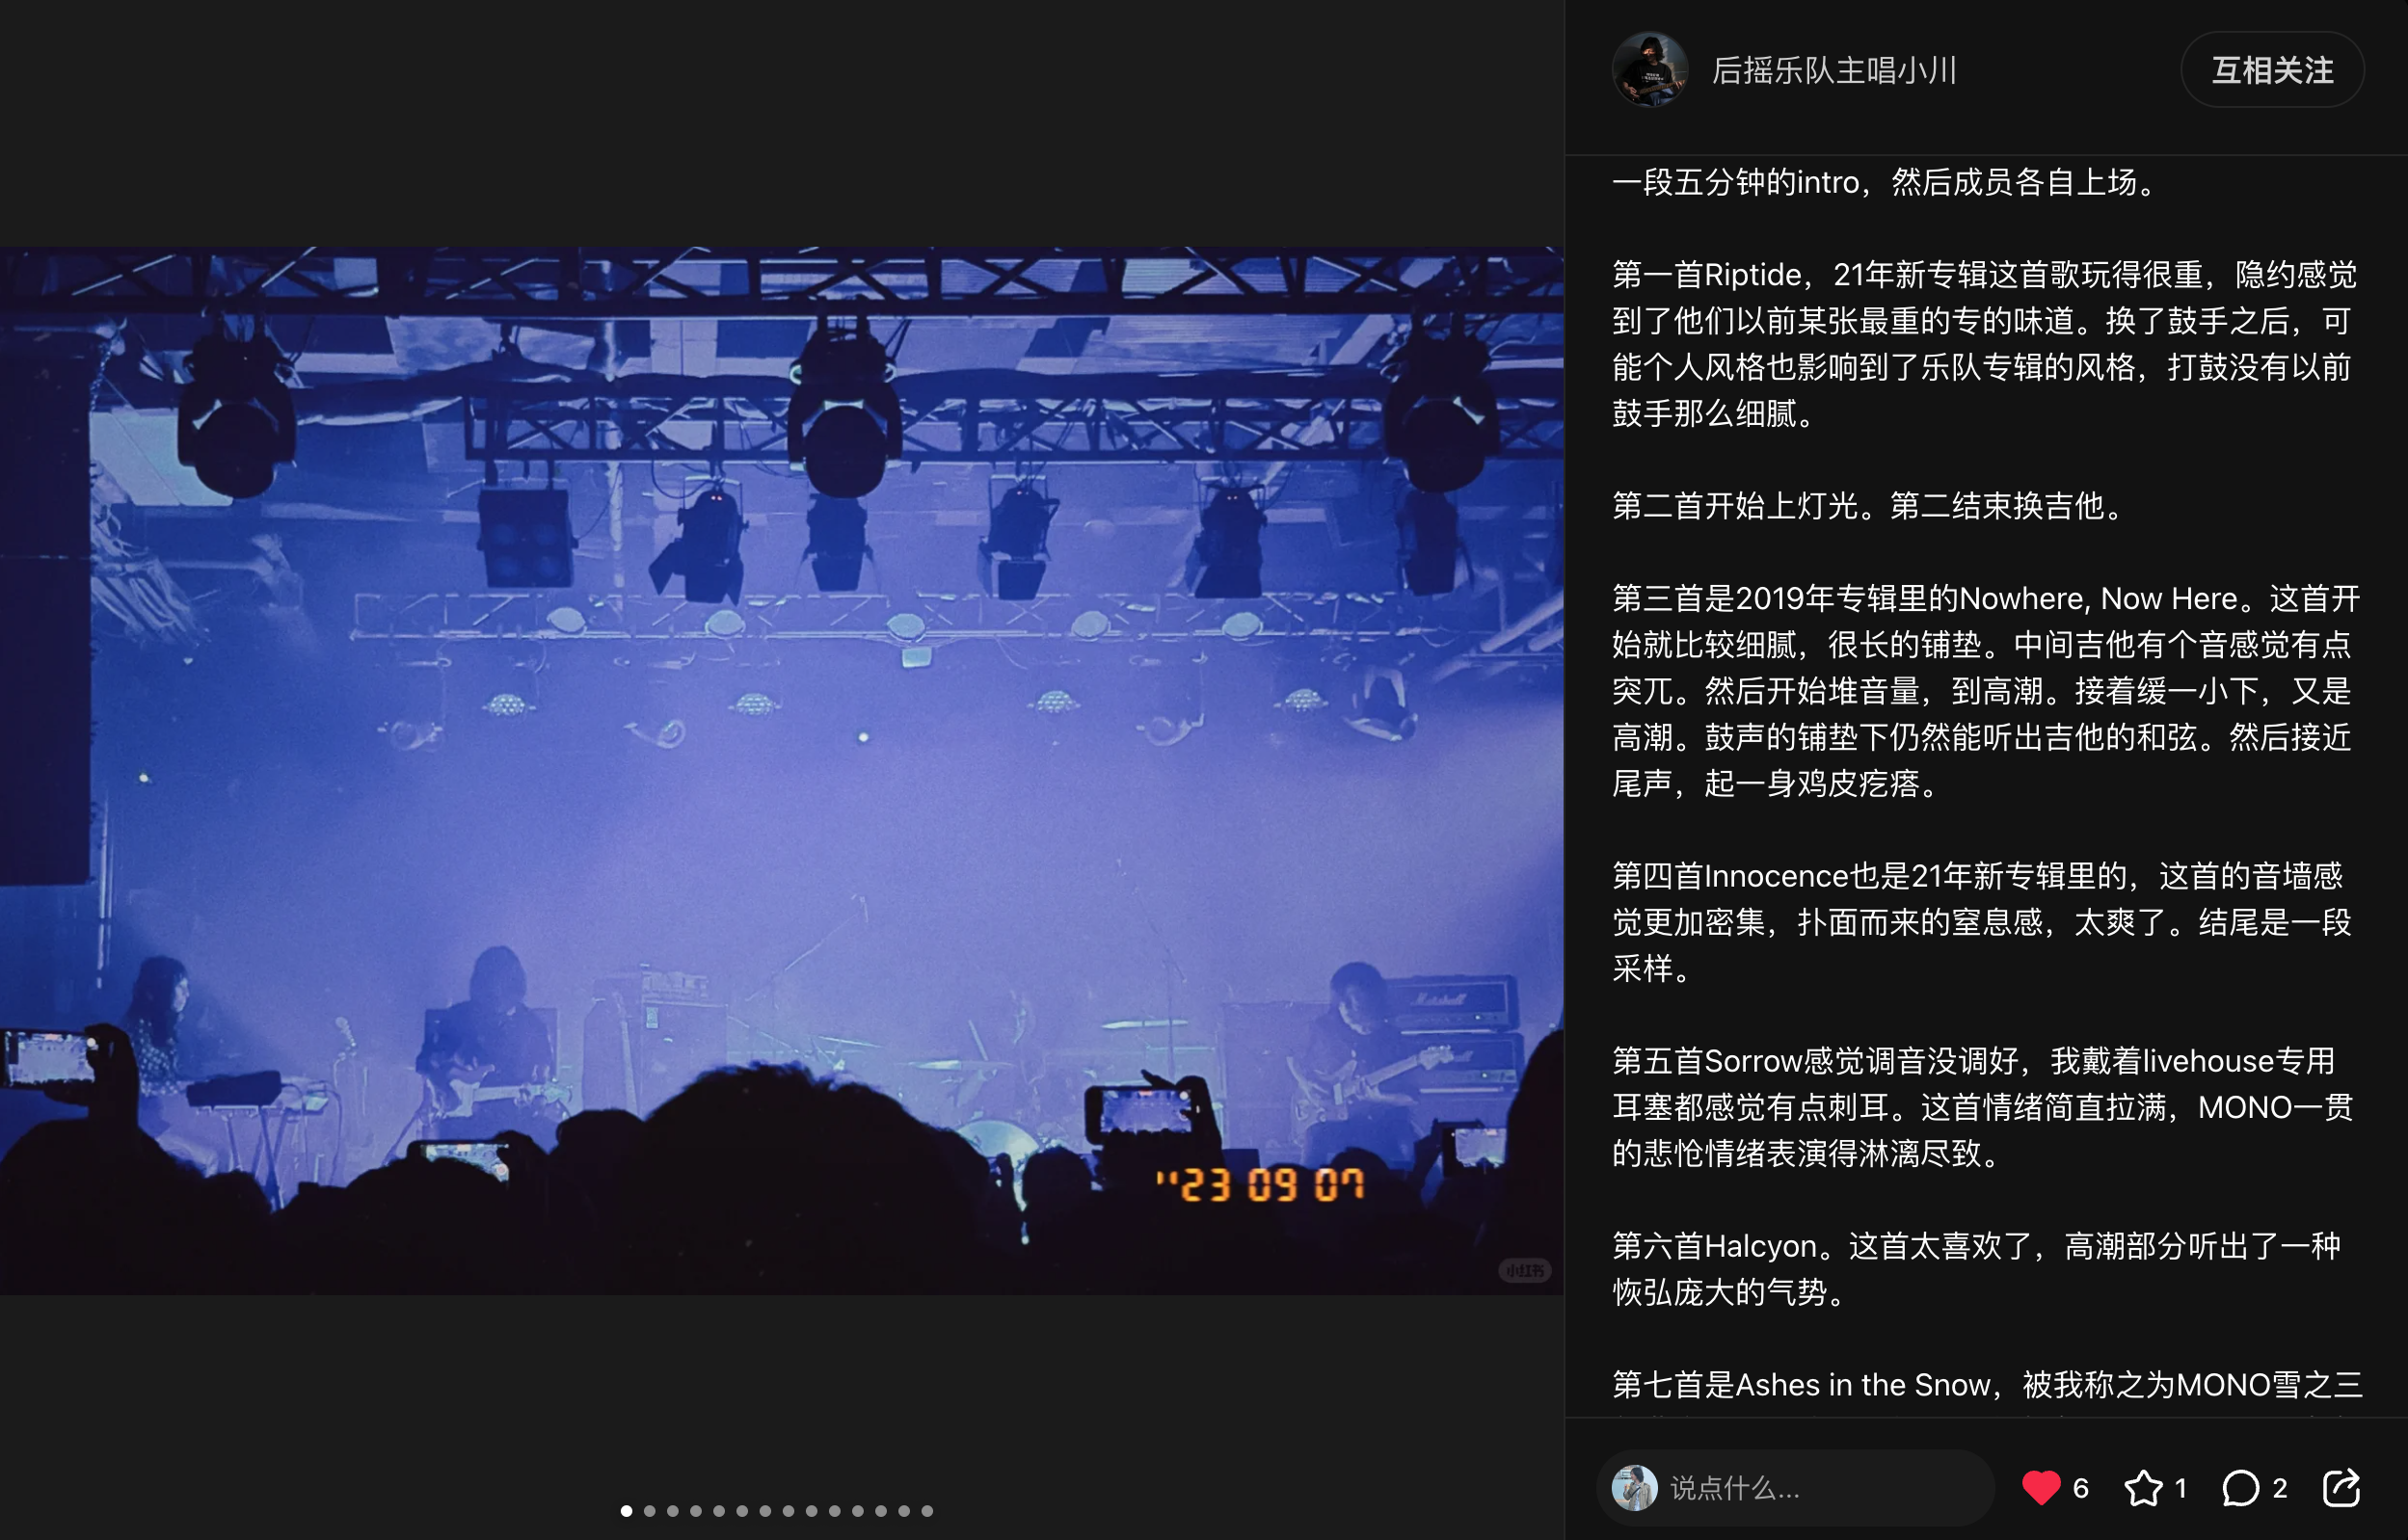 后摇乐队主唱小川
互相关注
一段五分钟的intro，然后成员各自上场。
第一首Riptide，21年新专辑这首歌玩得很重，隐约感觉
到了他们以前某张最重的专的味道。换了鼓手之后，可
能个人风格也影响到了乐队专辑的风格，打鼓没有以前
鼓手那么细腻。
第二首开始上灯光。第二结束换吉他。
第三首是2019年专辑里的Nowhere, Now Here。这首开
始就比较细腻，很长的铺垫。中间吉他有个音感觉有点
突兀。然后开始堆音量，到高潮。接着缓一小下，又是
高潮。鼓声的铺垫下仍然能听出吉他的和弦。然后接近
尾声，起一身鸡皮疙瘩。
第四首Innocence也是21年新专辑里的，这首的音墙感
觉更加密集，扑面而来的窒息感，太爽了。结尾是一段
采样。
第五首Sorrow感觉调音没调好，我戴着livehouse专用
耳塞都感觉有点刺耳。这首情绪简直拉满，MONO一贯
的悲怆情绪表演得淋漓尽致。
第六首Halcyon。这首太喜欢了，高潮部分听出了一种
恢弘庞大的气势。
第七首是Ashes in the Snow，被我称之为MONO雪之三
Marshall
''23 09 07
小红书
说点什么...
6
1
2